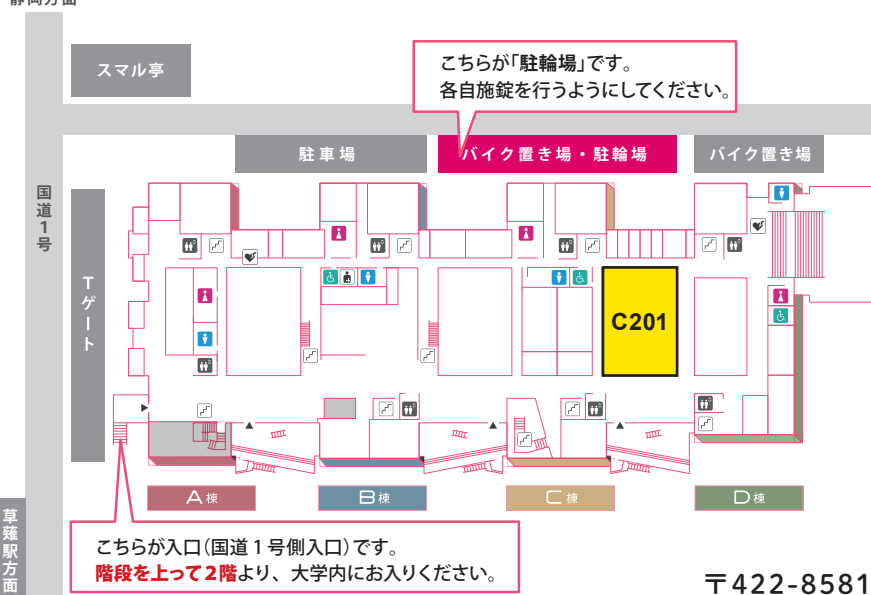 静岡方面
スマル亭
こちらが「駐輪場」です。
各自施錠を行うようにしてください。
駐車場
バイク置き場・駐輪場
バイク置き場
国道1号
Tゲート
C201
A棟
B棟
C棟
D棟
草薙駅方面
こちらが入口(国道1号側入口)です。
階段を上って2階より、大学内にお入りください。
〒422-8581